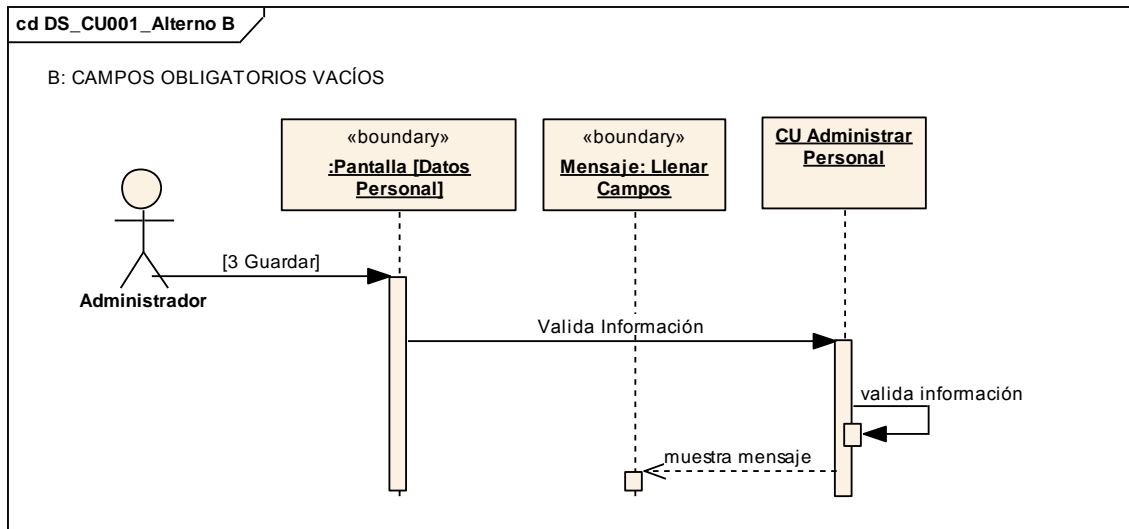 cd DS_CU001_Alterno B
B: CAMPOS OBLIGATORIOS VACÍOS
«boundary»
:Pantalla [Datos
Personal]
«boundary»
Mensaje: Llenar
Campos
CU Administrar
Personal
Administrador
[3 Guardar]
Valida Información
valida información
muestra mensaje